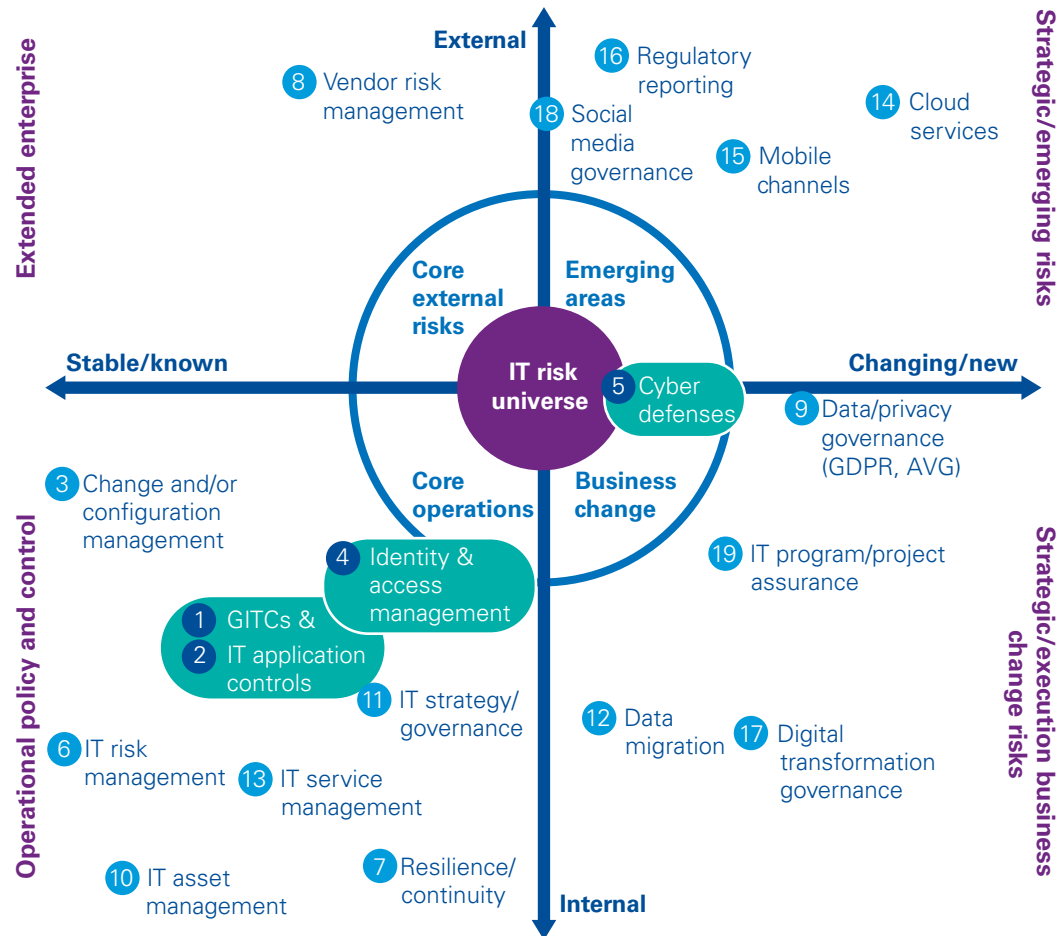 External
Extended enterprise
Strategic/emerging risks
8 Vendor risk
management
16 Regulatory
reporting
18 Social
media
governance
14 Cloud
services
15 Mobile
channels
Core
external
risks
Emerging
areas
Stable/known
Changing/new
IT risk
universe
5 Cyber
defenses
9 Data/privacy
governance
(GDPR, AVG)
Core
operations
Business
change
3 Change and/or
configuration
management
4 Identity &
access
management
19 IT program/project
assurance
Operational policy and control
Strategic/execution business
change risks
1 GITCs &
2 IT application
controls
11 IT strategy/
governance
12 Data
migration
17 Digital
transformation
governance
6 IT risk
management
13 IT service
management
10 IT asset
management
7 Resilience/
continuity
Internal